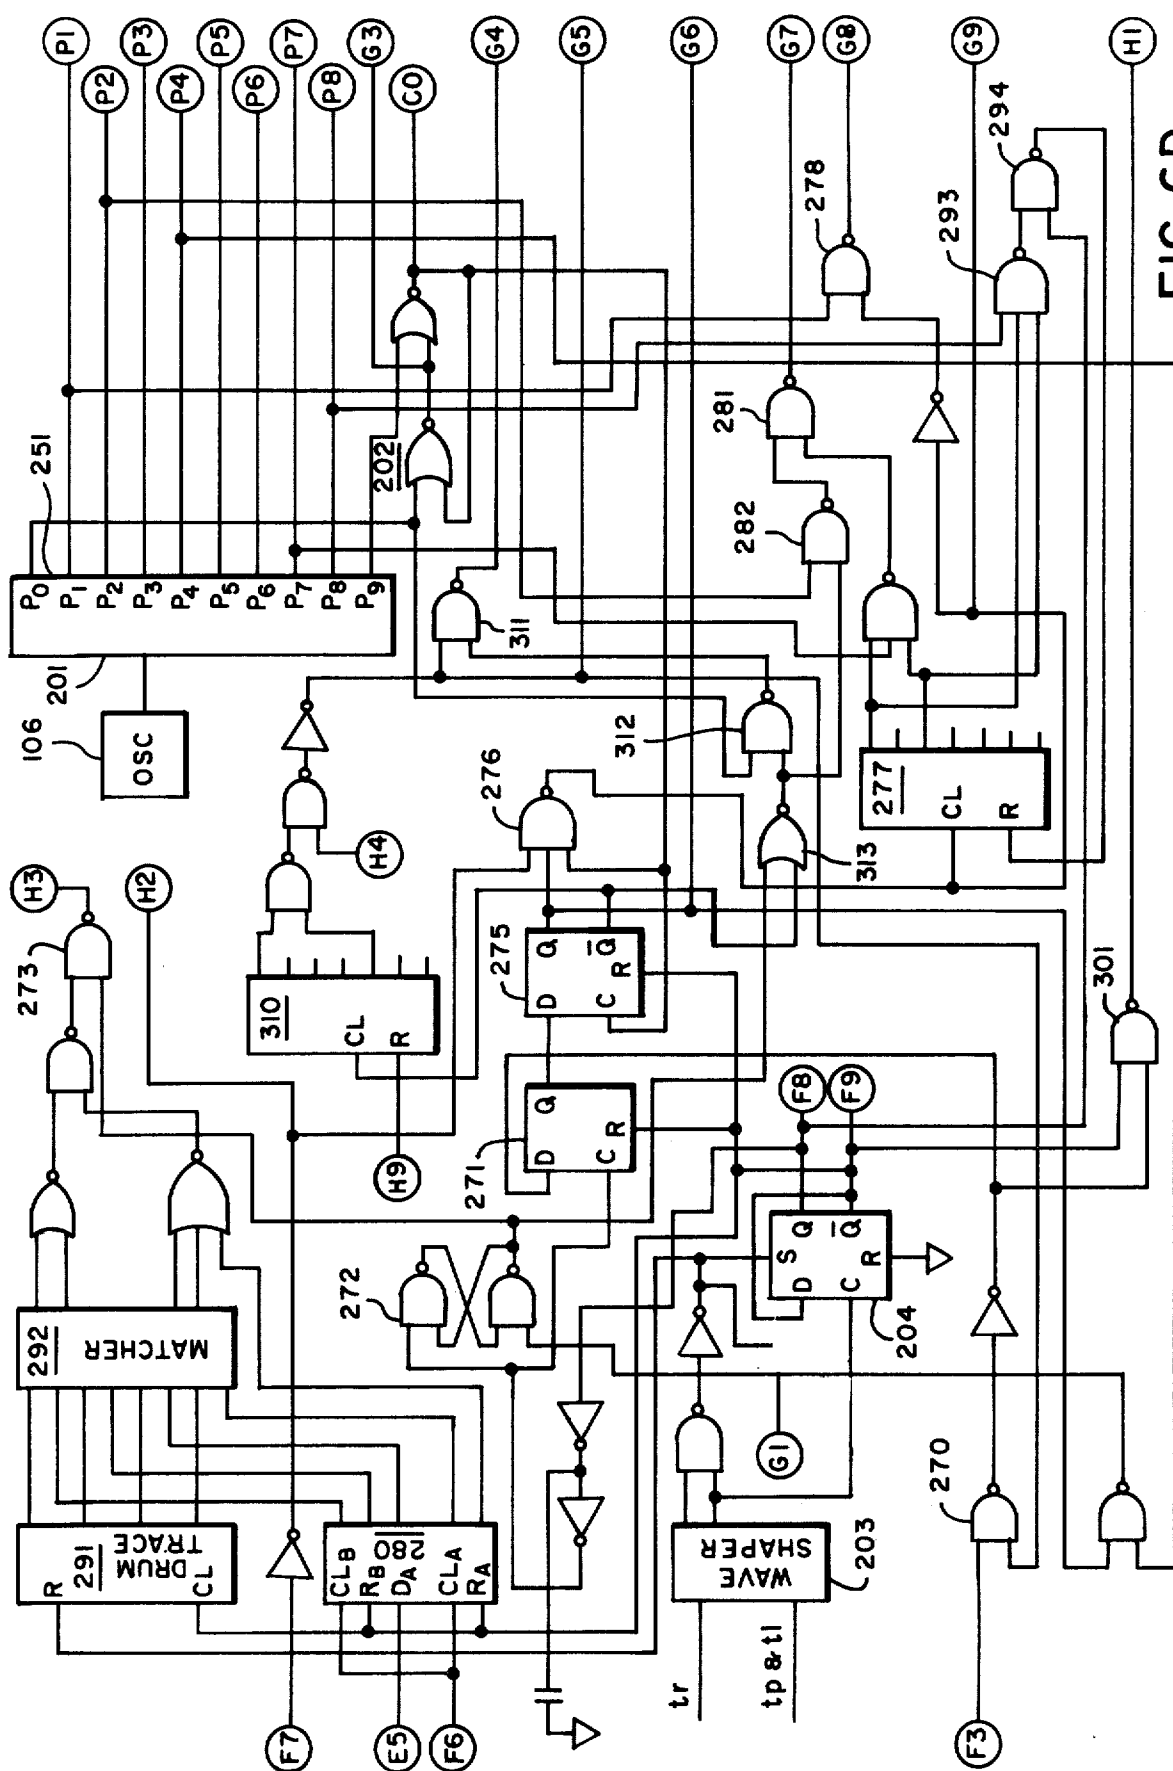 P1
P2
P3
P4
P5
P6
P7
P8
G3
C0
G4
G5
G6
G7
G8
G9
H1
251
P0
P1
P2
P3
P4
P5
P6
P7
P8
P9
201
106
OSC
202
311
312
313
281
282
278
293
294
H3
H2
273
H4
310
CL
R
H9
276
275
D
Q
C
Q
R
271
D
Q
C
R
277
CL
R
301
292
MATCHER
272
F8
F9
S
D
Q
C
Q
R
204
291
DRUM
TRACE
R
CL
280
CLB
RB
DA
CLA
RA
F7
E5
F6
WAVE
SHAPER
203
tr
tp & tl
G1
270
F3